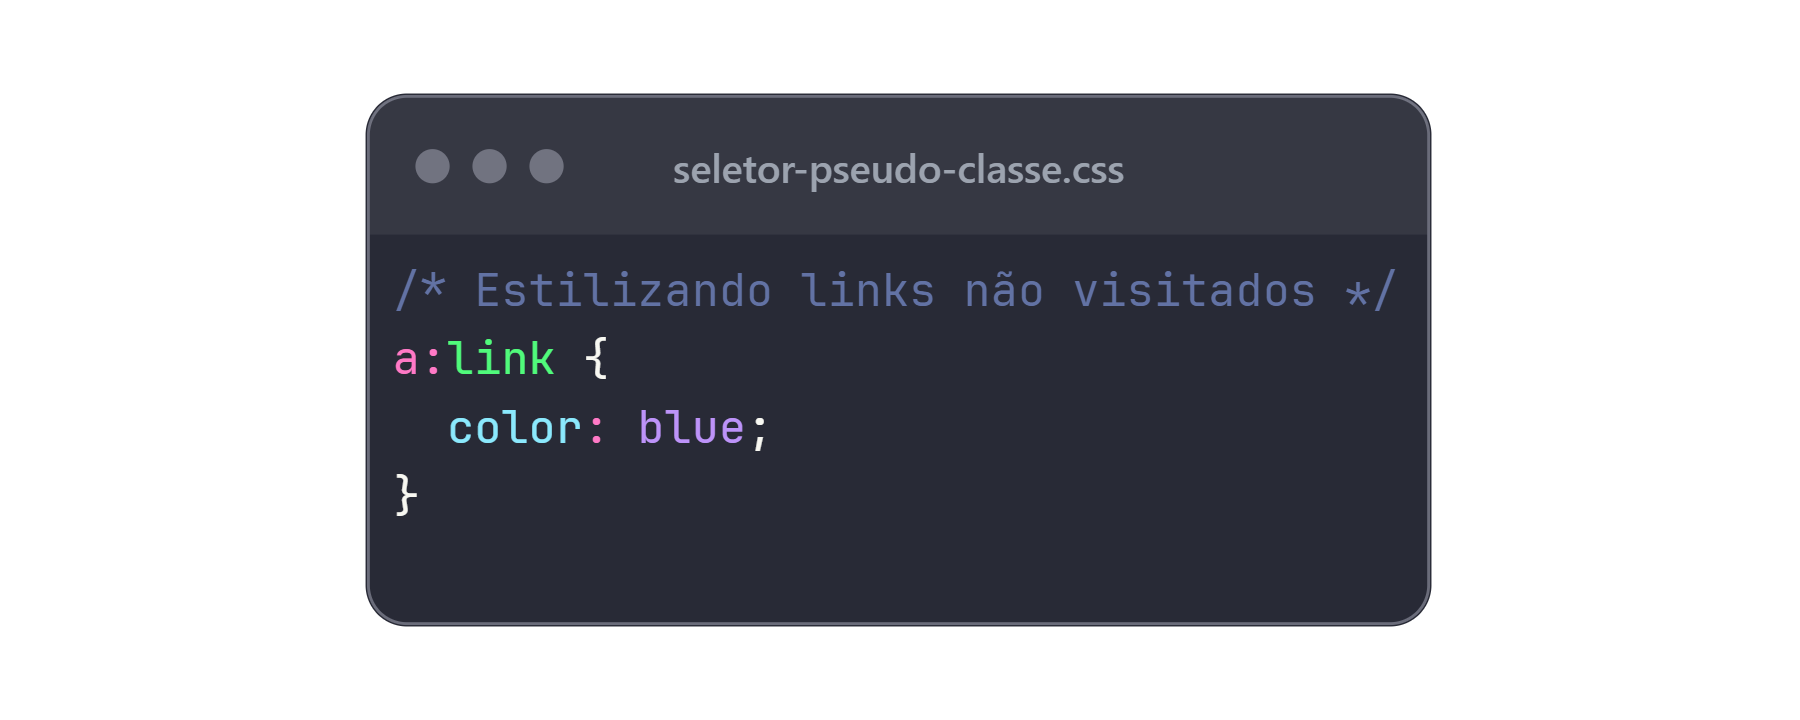 seletor-pseudo-classe.css
/* Estilizando links não visitados */
a:link {
  color: blue;
}